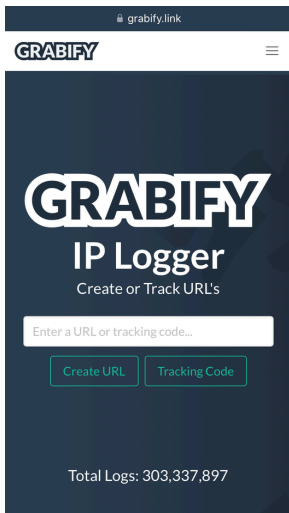 grabify.link
GRABIFY
GRABIFY
IP Logger
Create or Track URL's
Enter a URL or tracking code...
Create URL
Tracking Code
Total Logs: 303,337,897